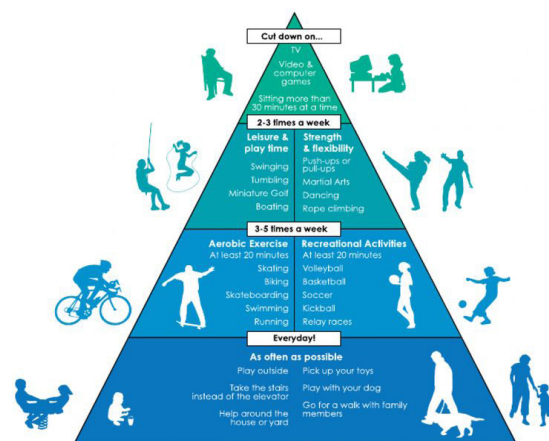 Cut down on...
TV
Video &
computer
games
Sitting more than
30 minutes at a time
2-3 times a week
Leisure &
play time
Swinging
Tumbling
Miniature Golf
Boating
Strength
& flexibility
Push-ups or
pull-ups
Martial Arts
Dancing
Rope climbing
3-5 times a week
Aerobic Exercise
At least 20 minutes
Skating
Biking
Skateboarding
Swimming
Running
Recreational Activities
At least 20 minutes
Volleyball
Basketball
Soccer
Kickball
Relay races
Everyday!
As often as possible
Play outside
Take the stairs
instead of the elevator
Help around the
house or yard
Pick up your toys
Play with your dog
Go for a walk with family
members